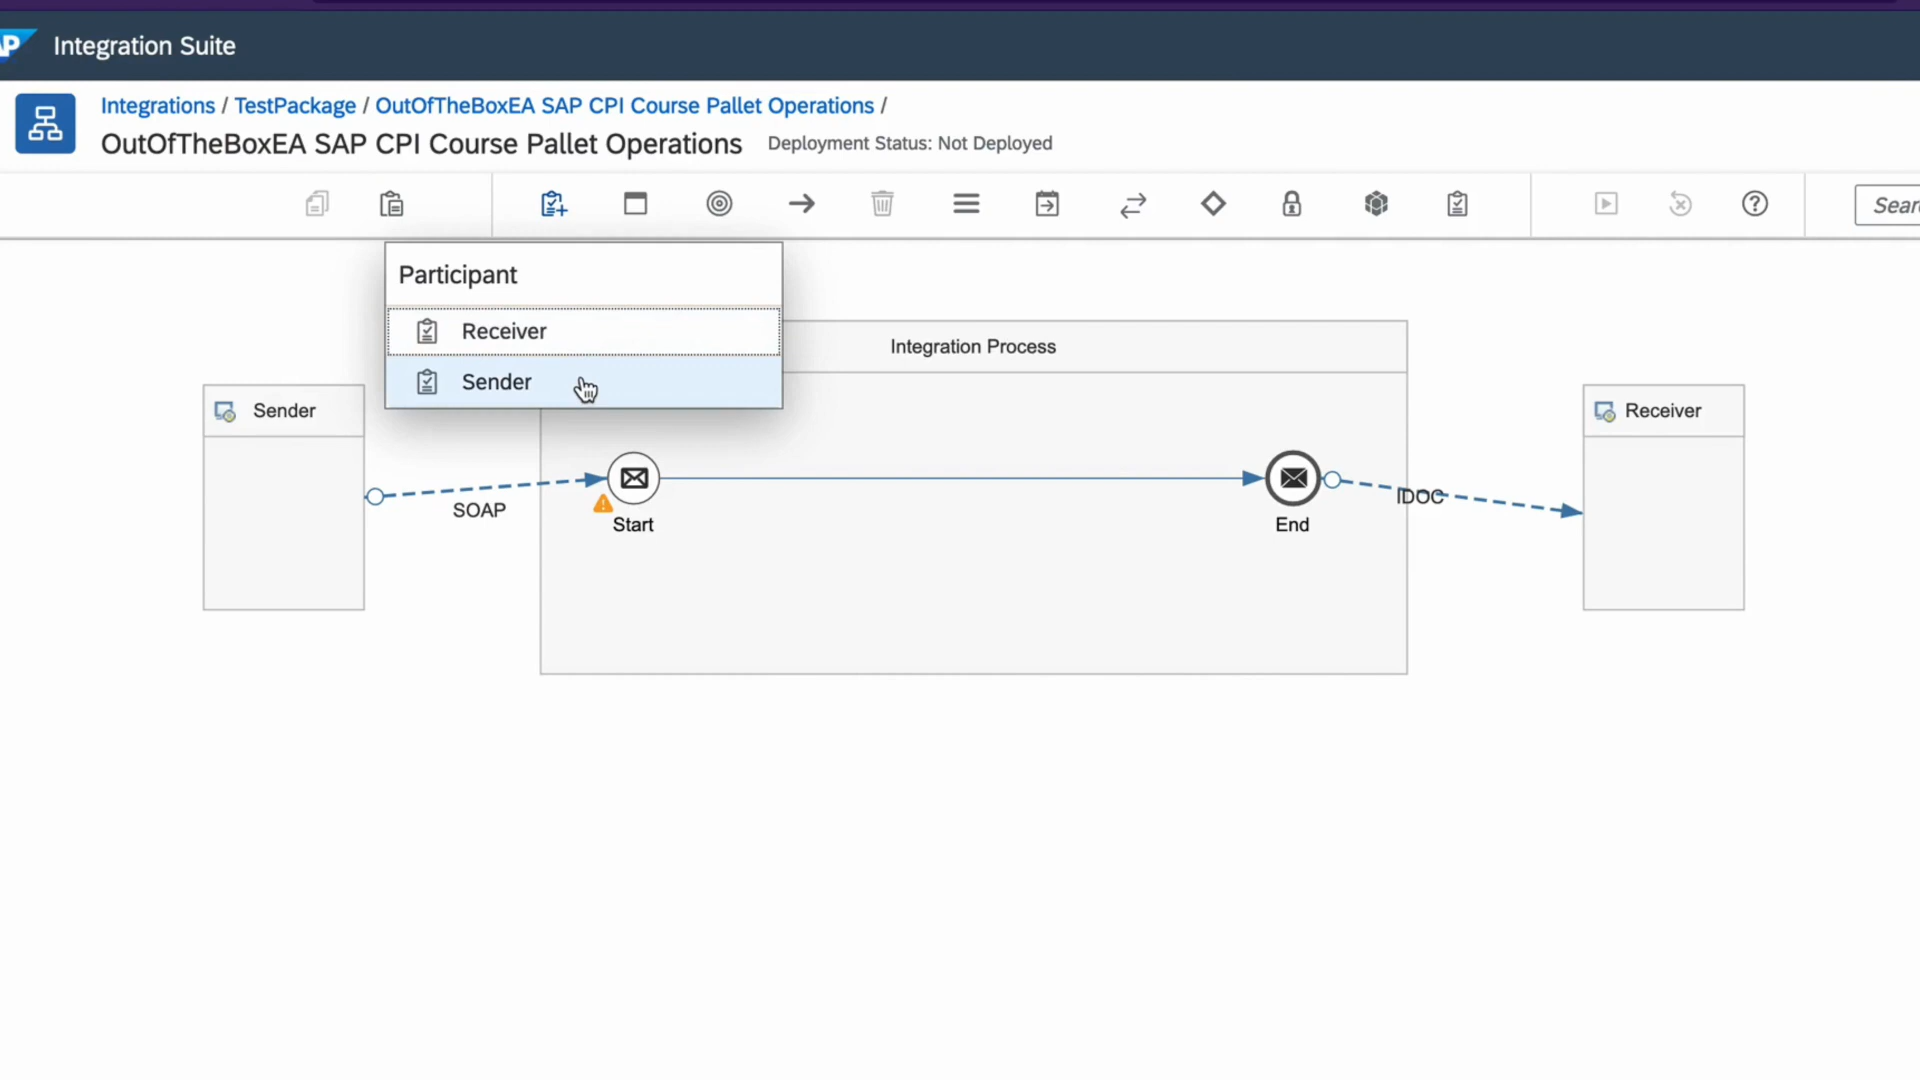 Integration Suite
Integrations / TestPackage / OutOfTheBoxEA SAP CPI Course Pallet Operations /
OutOfTheBoxEA SAP CPI Course Pallet Operations Deployment Status: Not Deployed
Participant
Receiver
Sender
Integration Process
Sender
Receiver
SOAP
Start
End
IDOC